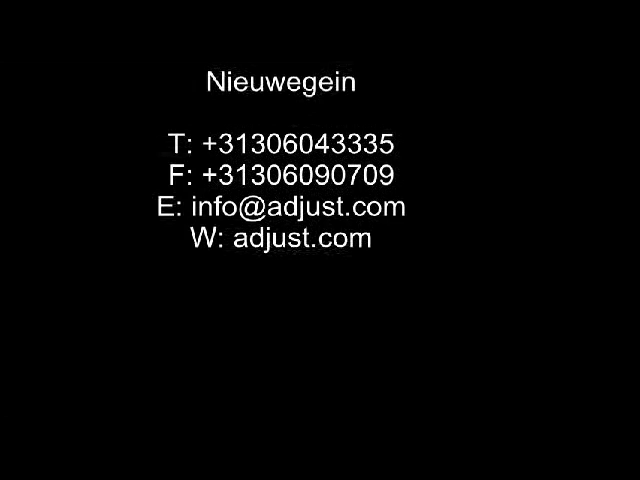 Nieuwegein
T: +31306043335
F: +31306090709
E: info@adjust.com
W: adjust.com